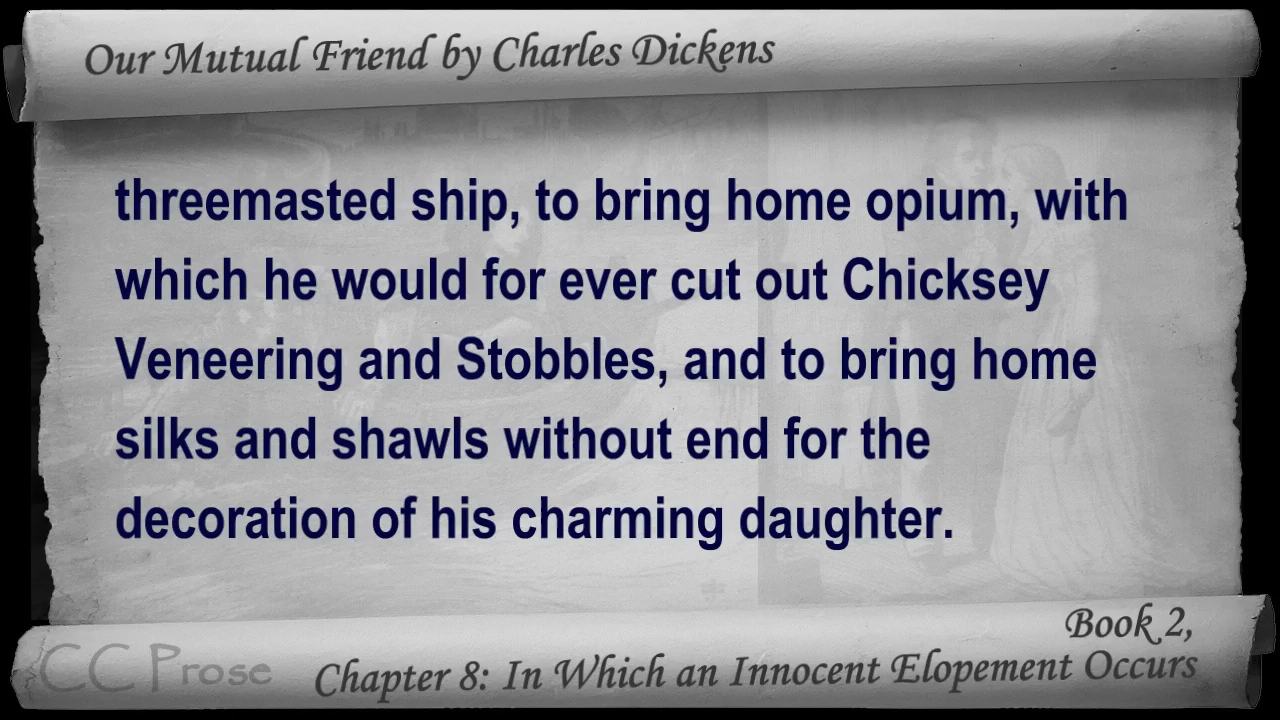 Our Mutual Friend by Charles Dickens
threemasted ship, to bring home opium, with
which he would for ever cut out Chicksey
Veneering and Stobbles, and to bring home
silks and shawls without end for the
decoration of his charming daughter.
Book 2,
CC Prose
Chapter 8: In Which an Innocent Elopement Occurs